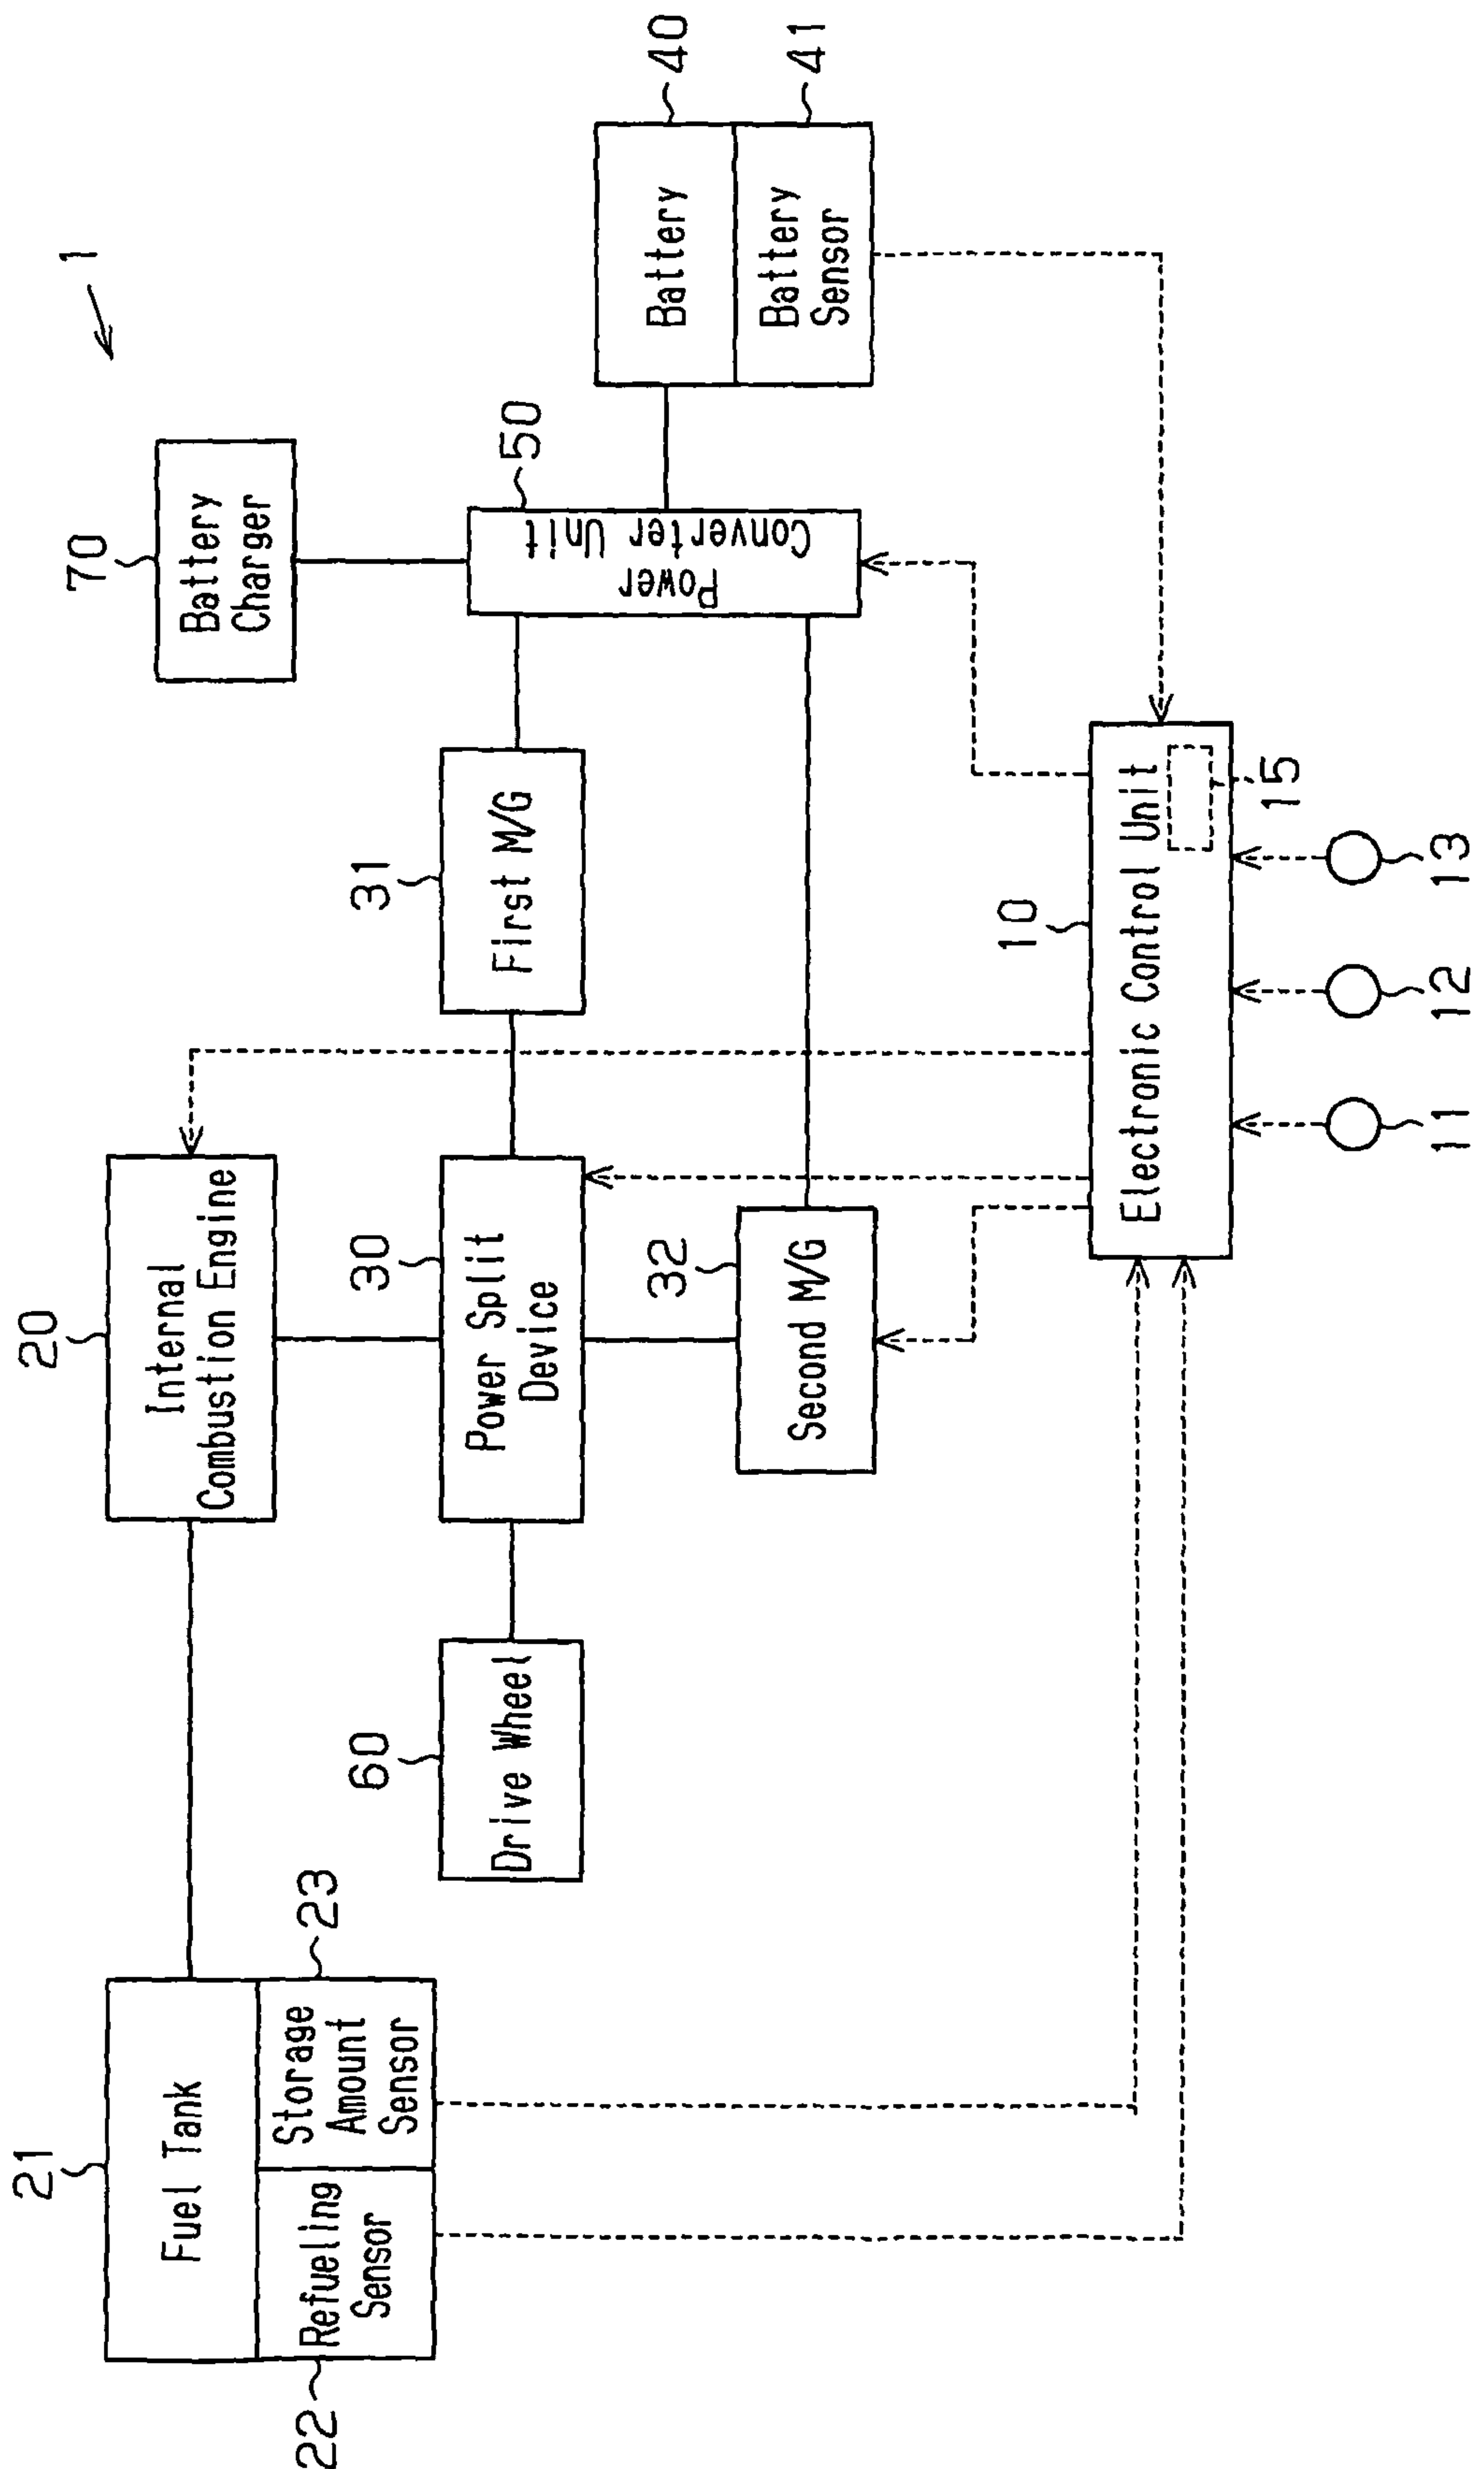 1
21
Fuel Tank
22
Refueling
Sensor
Storage
Amount
Sensor
23
20
Internal
Combustion Engine
60
Drive Wheel
30
Power Split
Device
31
First M/G
32
Second M/G
70
Battery
Charger
50
Power
Converter Unit
40
Battery
41
Battery
Sensor
10
Electronic Control Unit
15
11
12
13